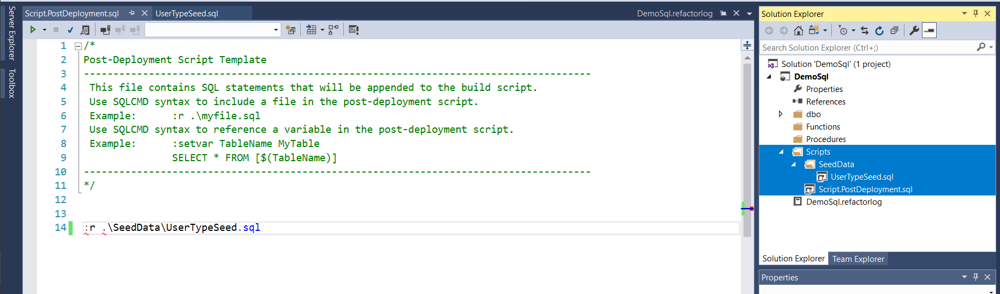 Server Explorer
Toolbox
Script.PostDeployment.sql
UserTypeSeed.sql
DemoSql.refactorlog
1 /*
2 Post-Deployment Script Template
3 --------------------------------------------------------------------------------------
4  This file contains SQL statements that will be appended to the build script.
5  Use SQLCMD syntax to include a file in the post-deployment script.
6  Example:      :r .\myfile.sql
7  Use SQLCMD syntax to reference a variable in the post-deployment script.
8  Example:      :setvar TableName MyTable
9                SELECT * FROM [$(TableName)]
10 --------------------------------------------------------------------------------------
11 */
12
13
14 :r .\SeedData\UserTypeSeed.sql
Solution Explorer
Search Solution Explorer (Ctrl+;)
Solution 'DemoSql' (1 project)
DemoSql
Properties
References
dbo
Functions
Procedures
Scripts
SeedData
UserTypeSeed.sql
Script.PostDeployment.sql
DemoSql.refactorlog
Solution Explorer
Team Explorer
Properties